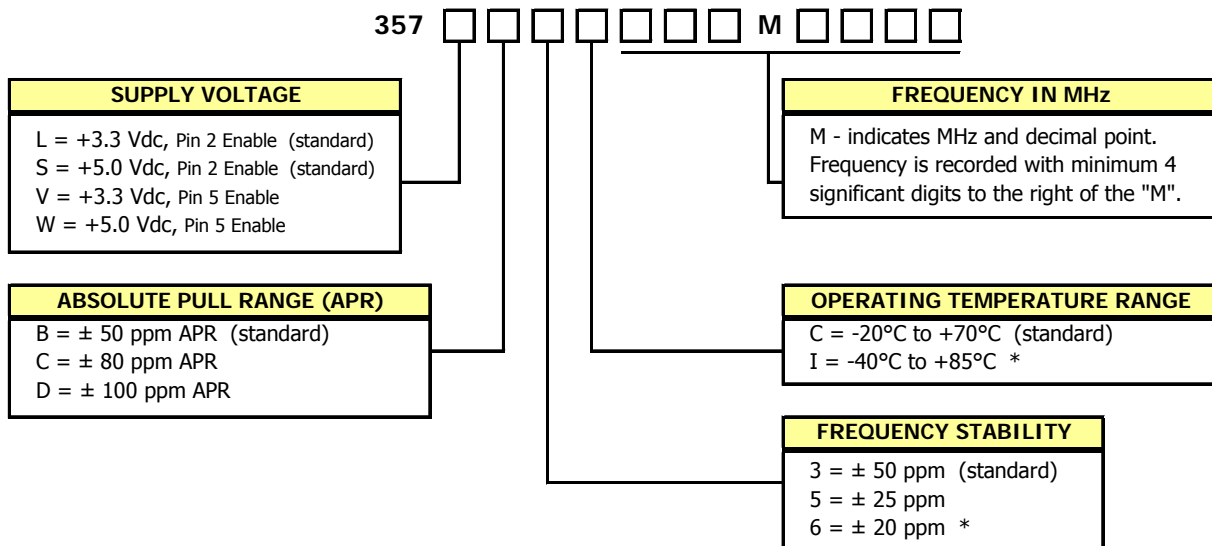 357 M
SUPPLY VOLTAGE
L = +3.3 Vdc, Pin 2 Enable (standard)
S = +5.0 Vdc, Pin 2 Enable (standard)
V = +3.3 Vdc, Pin 5 Enable
W = +5.0 Vdc, Pin 5 Enable
FREQUENCY IN MHz
M - indicates MHz and decimal point.
Frequency is recorded with minimum 4
significant digits to the right of the "M".
ABSOLUTE PULL RANGE (APR)
B = ± 50 ppm APR (standard)
C = ± 80 ppm APR
D = ± 100 ppm APR
OPERATING TEMPERATURE RANGE
C = -20°C to +70°C (standard)
I = -40°C to +85°C *
FREQUENCY STABILITY
3 = ± 50 ppm (standard)
5 = ± 25 ppm
6 = ± 20 ppm *